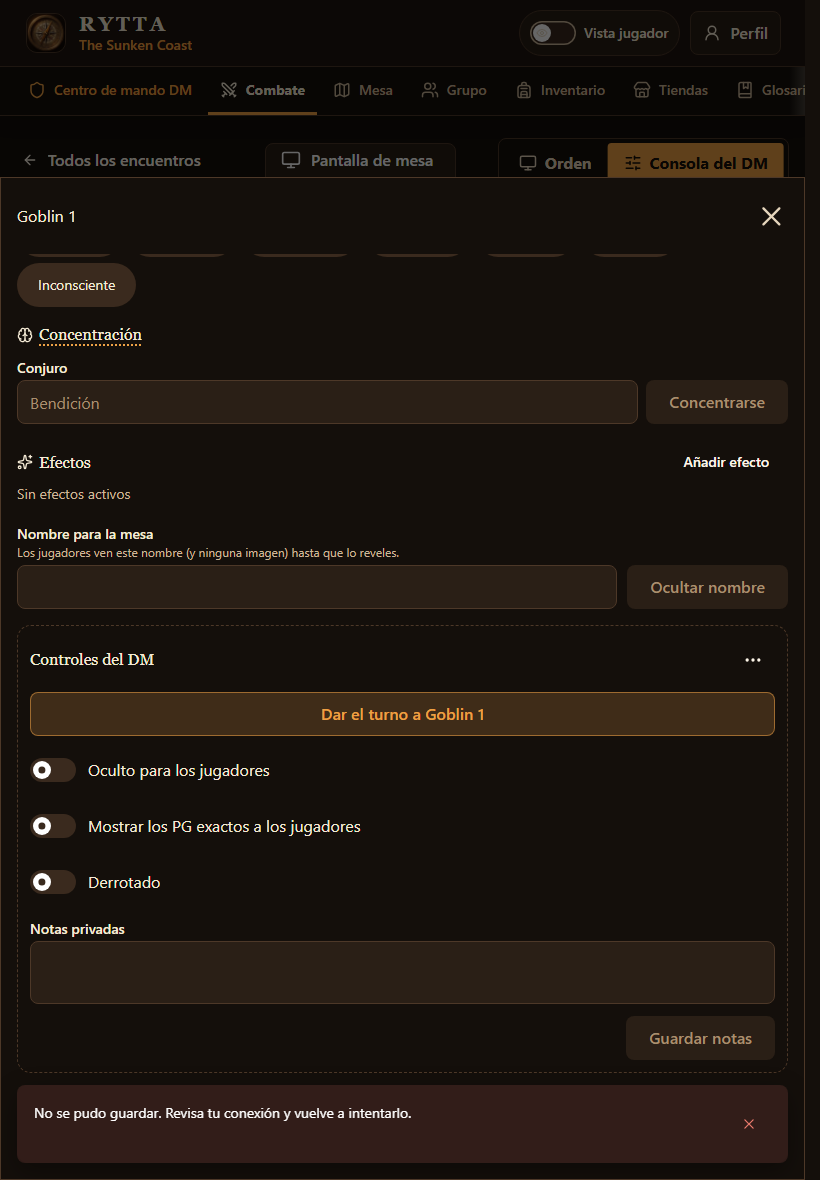 RYTTA
The Sunken Coast
Vista jugador
Perfil
Centro de mando DM
Combate
Mesa
Grupo
Inventario
Tiendas
Glosari
Todos los encuentros
Pantalla de mesa
Orden
Consola del DM
Goblin 1
Inconsciente
Concentración
Conjuro
Bendición
Concentrarse
Efectos
Añadir efecto
Sin efectos activos
Nombre para la mesa
Los jugadores ven este nombre (y ninguna imagen) hasta que lo reveles.
Ocultar nombre
Controles del DM
Dar el turno a Goblin 1
Oculto para los jugadores
Mostrar los PG exactos a los jugadores
Derrotado
Notas privadas
Guardar notas
No se pudo guardar. Revisa tu conexión y vuelve a intentarlo.